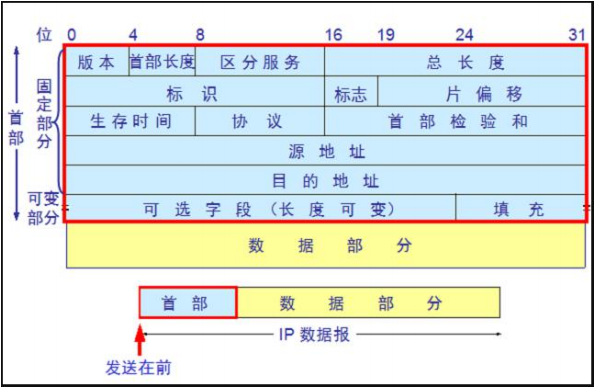 位 0 4 8 16 19 24 31
版本 首部长度 区分服务 总长度
标识 标志 片偏移
生存时间 协议 首部检验和
源地址
目的地址
可选字段（长度可变） 填充
数据部分
首部
固定部分
可变部分
首部 数据部分
IP 数据报
发送在前